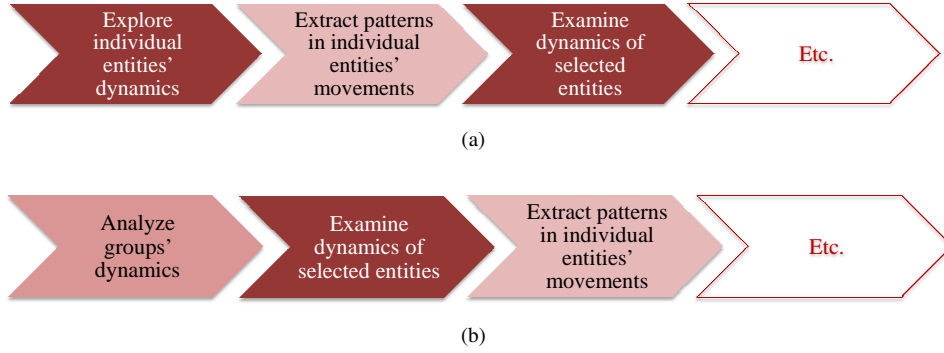 Explore
individual
entities’
dynamics
Extract patterns
in individual
entities’
movements
Examine
dynamics of
selected
entities
Etc.
(a)
Analyze
groups’
dynamics
Examine
dynamics of
selected entities
Extract patterns
in individual
entities’
movements
Etc.
(b)